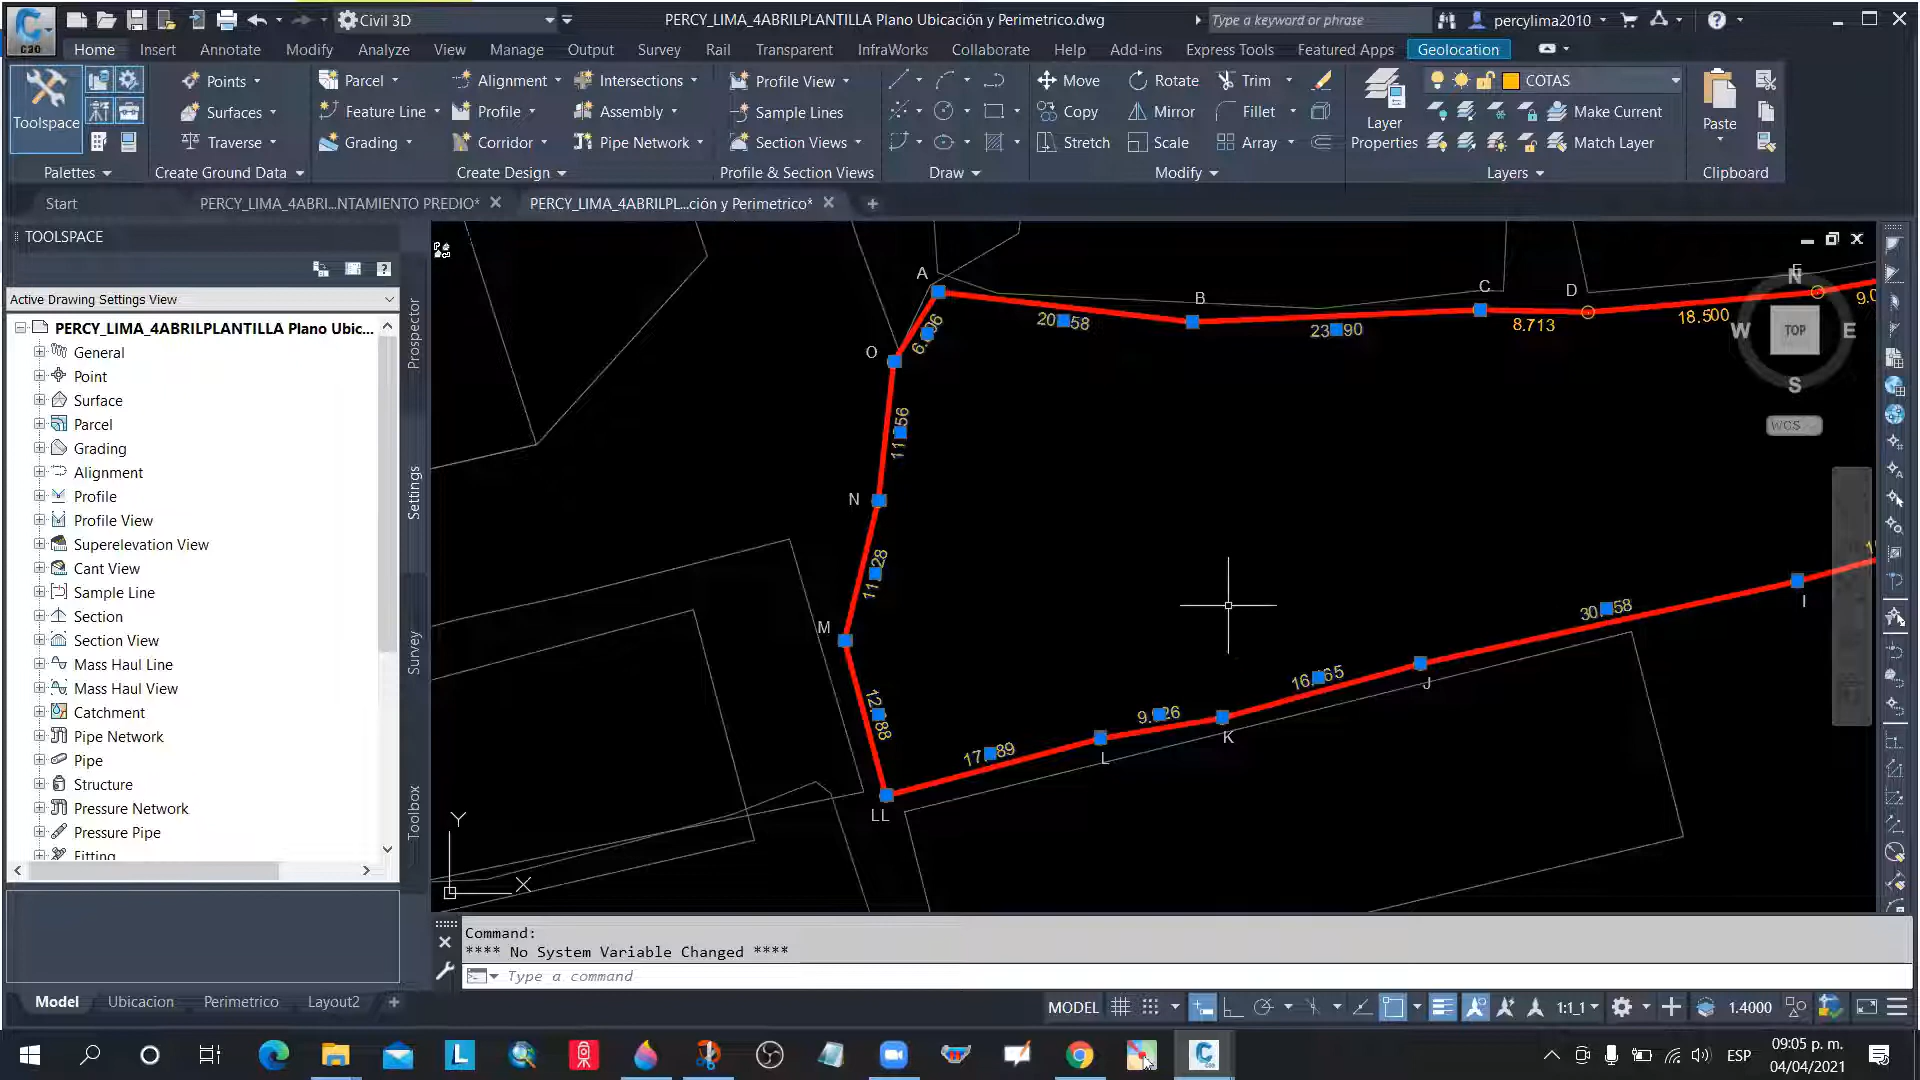 C3D
Civil 3D
PERCY_LIMA_4ABRILPLANTILLA Plano Ubicación y Perimetrico.dwg
Type a keyword or phrase
percylima2010
Home Insert Annotate Modify Analyze View Manage Output Survey Rail Transparent InfraWorks Collaborate Help Add-ins Express Tools Featured Apps Geolocation
Points Parcel Alignment Intersections Profile View Move Rotate Trim COTAS
Toolspace Surfaces Feature Line Profile Assembly Sample Lines Copy Mirror Fillet Layer Properties Make Current Paste
Traverse Grading Corridor Pipe Network Section Views Stretch Scale Array Match Layer
Palettes Create Ground Data Create Design Profile & Section Views Draw Modify Layers Clipboard
Start PERCY_LIMA_4ABRI...NTAMIENTO PREDIO* PERCY_LIMA_4ABRILPL...ción y Perimetrico*
TOOLSPACE
Active Drawing Settings View
PERCY_LIMA_4ABRILPLANTILLA Plano Ubic...
General
Point
Surface
Parcel
Grading
Alignment
Profile
Profile View
Superelevation View
Cant View
Sample Line
Section
Section View
Mass Haul Line
Mass Haul View
Catchment
Pipe Network
Pipe
Structure
Pressure Network
Pressure Pipe
Fitting
Prospector
Settings
Survey
Toolbox
A
B
C
D
O
N
M
LL
L
K
J
I
8.713
18.500
N
W
TOP
E
S
WCS
Y
X
Command:
**** No System Variable Changed ****
Type a command
Model Ubicacion Perimetrico Layout2
MODEL 1:1_1 1.4000
ESP
09:05 p. m.
04/04/2021